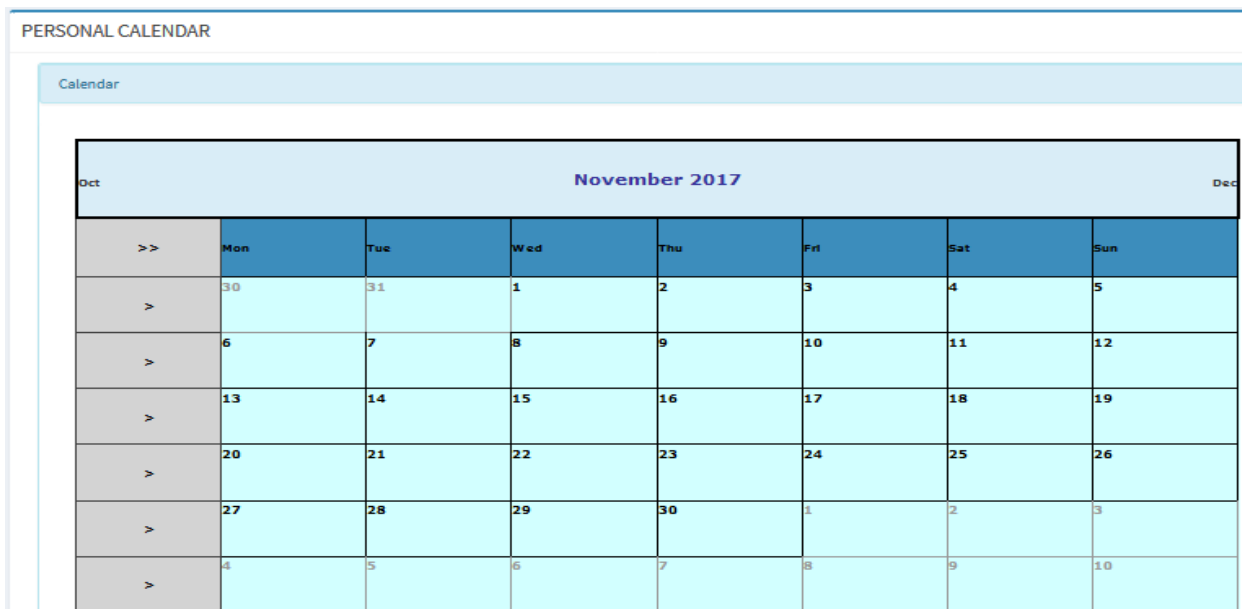 PERSONAL CALENDAR
Calendar
Oct November 2017 Dec
>> Mon Tue Wed Thu Fri Sat Sun
> 30 31 1 2 3 4 5
> 6 7 8 9 10 11 12
> 13 14 15 16 17 18 19
> 20 21 22 23 24 25 26
> 27 28 29 30 1 2 3
> 4 5 6 7 8 9 10